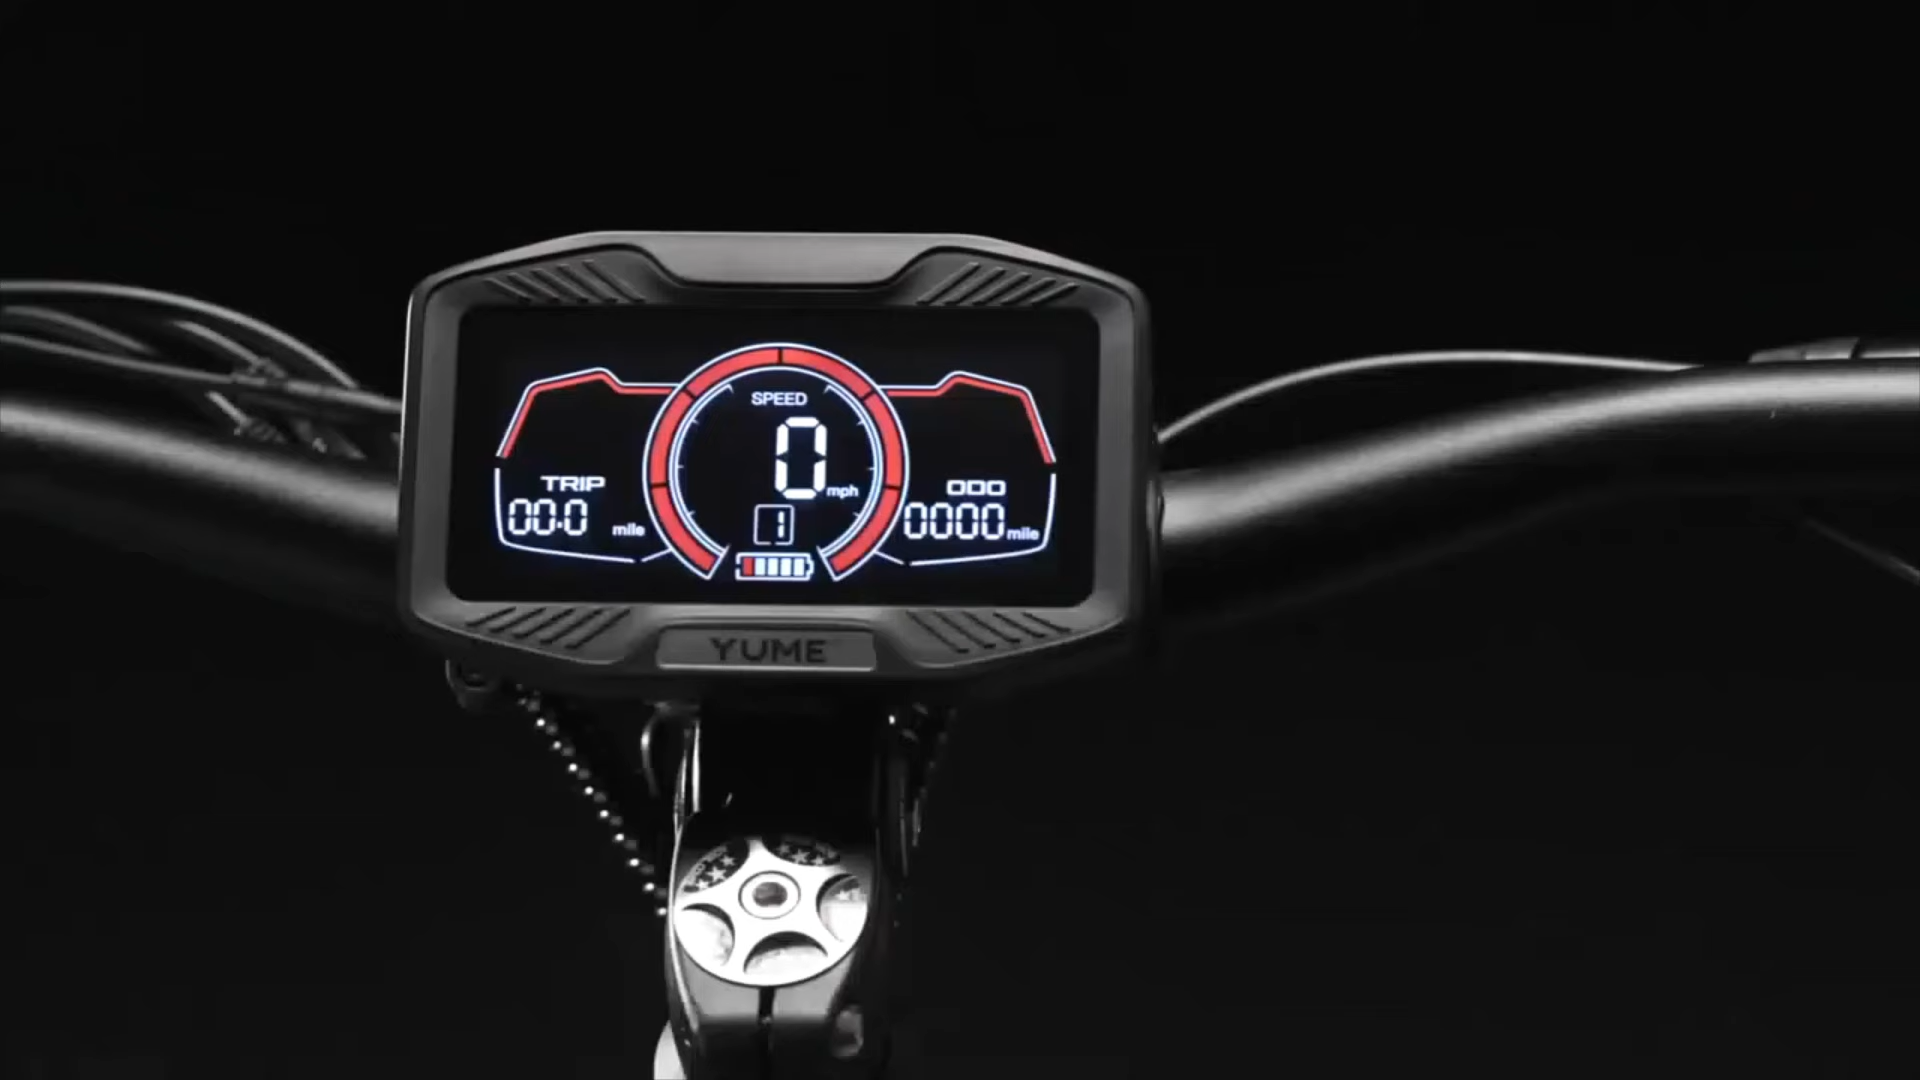 SPEED
0 mph
1
TRIP
00.0 mile
ODO
0000 mile
YUME